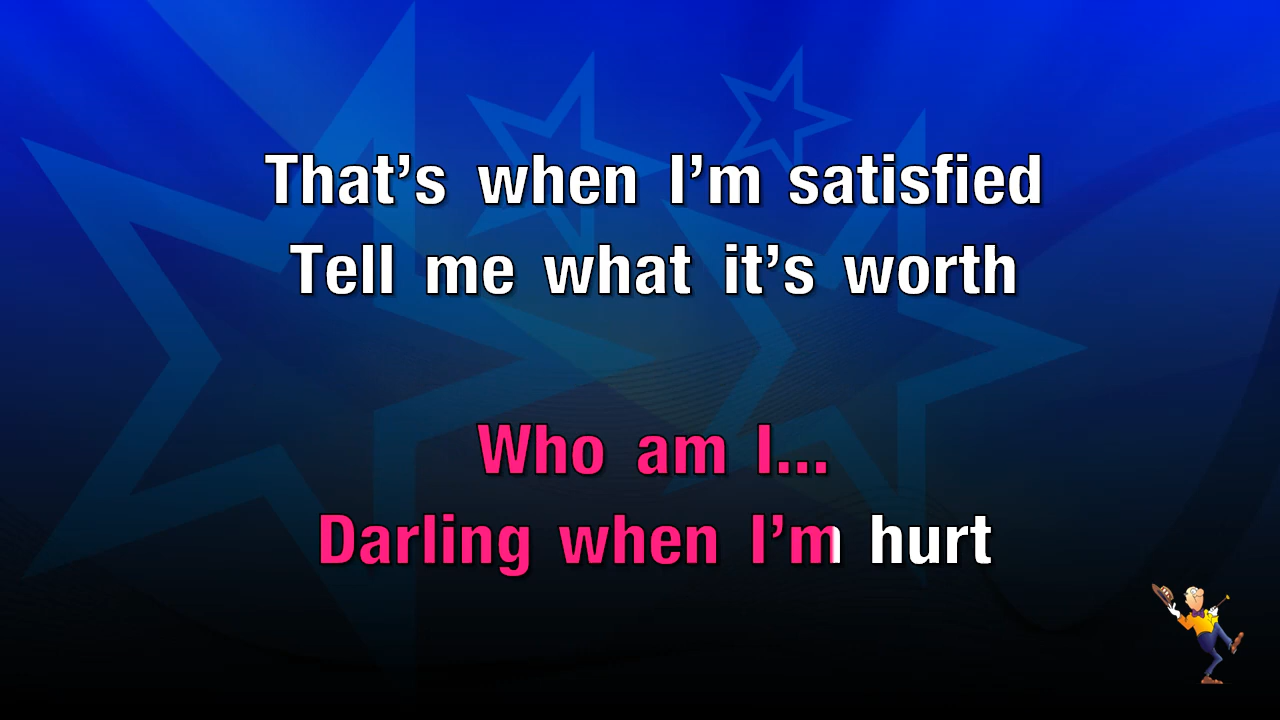 That’s when I’m satisfied
Tell me what it’s worth
Who am I...
Darling when I’m hurt